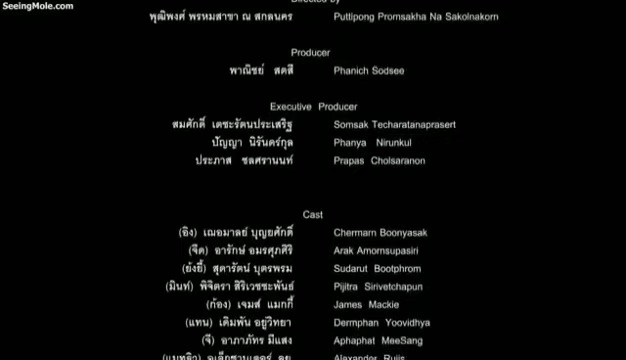 SeeingMole.com
Directed by
พุฒิพงศ์ พรหมสาขา ณ สกลนคร Puttipong Promsakha Na Sakolnakorn
Producer
พาณิชย์ สดสี Phanich Sodsee
Executive Producer
สมศักดิ์ เตชะรัตนประเสริฐ Somsak Techaratanaprasert
ปัญญา นิรันดร์กุล Phanya Nirunkul
ประภาส ชลศรานนท์ Prapas Cholsaranon
Cast
(อิง) เฌอมาลย์ บุญยศักดิ์ Chermarn Boonyasak
(จี๊ด) อารักษ์ อมรศุภศิริ Arak Amornsupasiri
(ย้งยี้) สุดารัตน์ บุตรพรม Sudarut Bootphrom
(มินท์) พิจิตรา สิริเวชชะพันธ์ Pijitra Sirivetchapun
(ก้อง) เจมส์ แมกกี้ James Mackie
(แทน) เดิมพัน อยู่วิทยา Dermphan Yoovidhya
(จี) อาภาภัทร มีแสง Aphaphat MeeSang
Alexander Rujis